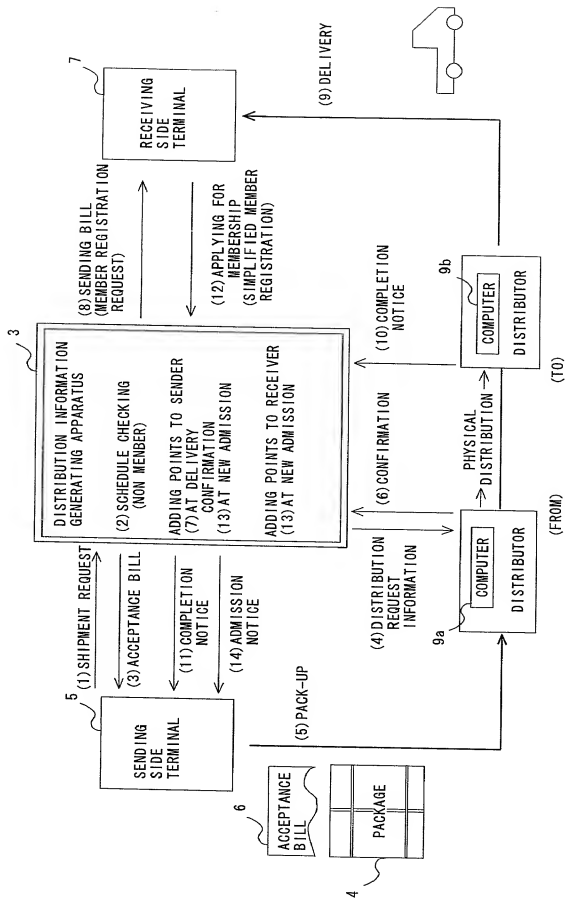 3
DISTRIBUTION INFORMATION
GENERATING APPARATUS
(2) SCHEDULE CHECKING
(NON MENBER)
ADDING POINTS TO SENDER
(7) AT DELIVERY
CONFIRMATION
(13) AT NEW ADMISSION
ADDING POINTS TO RECEIVER
(13) AT NEW ADMISSION
5
SENDING
SIDE
TERMINAL
(1) SHIPMENT REQUEST
(3) ACCEPTANCE BILL
(11) COMPLETION
NOTICE
(14) ADMISSION
NOTICE
7
RECEIVING
SIDE
TERMINAL
(8) SENDING BILL
(MEMBER REGISTRATION
REQUEST)
(12) APPLYING FOR
MEMBERSHIP
(SIMPLIFIED MEMBER
REGISTRATION)
(9) DELIVERY
6
ACCEPTANCE
BILL
4
PACKAGE
(5) PACK-UP
(4) DISTRIBUTION
REQUEST
INFORMATION
(6) CONFIRMATION
(10) COMPLETION
NOTICE
9a
COMPUTER
DISTRIBUTOR
(FROM)
PHYSICAL
DISTRIBUTION
9b
COMPUTER
DISTRIBUTOR
(TO)